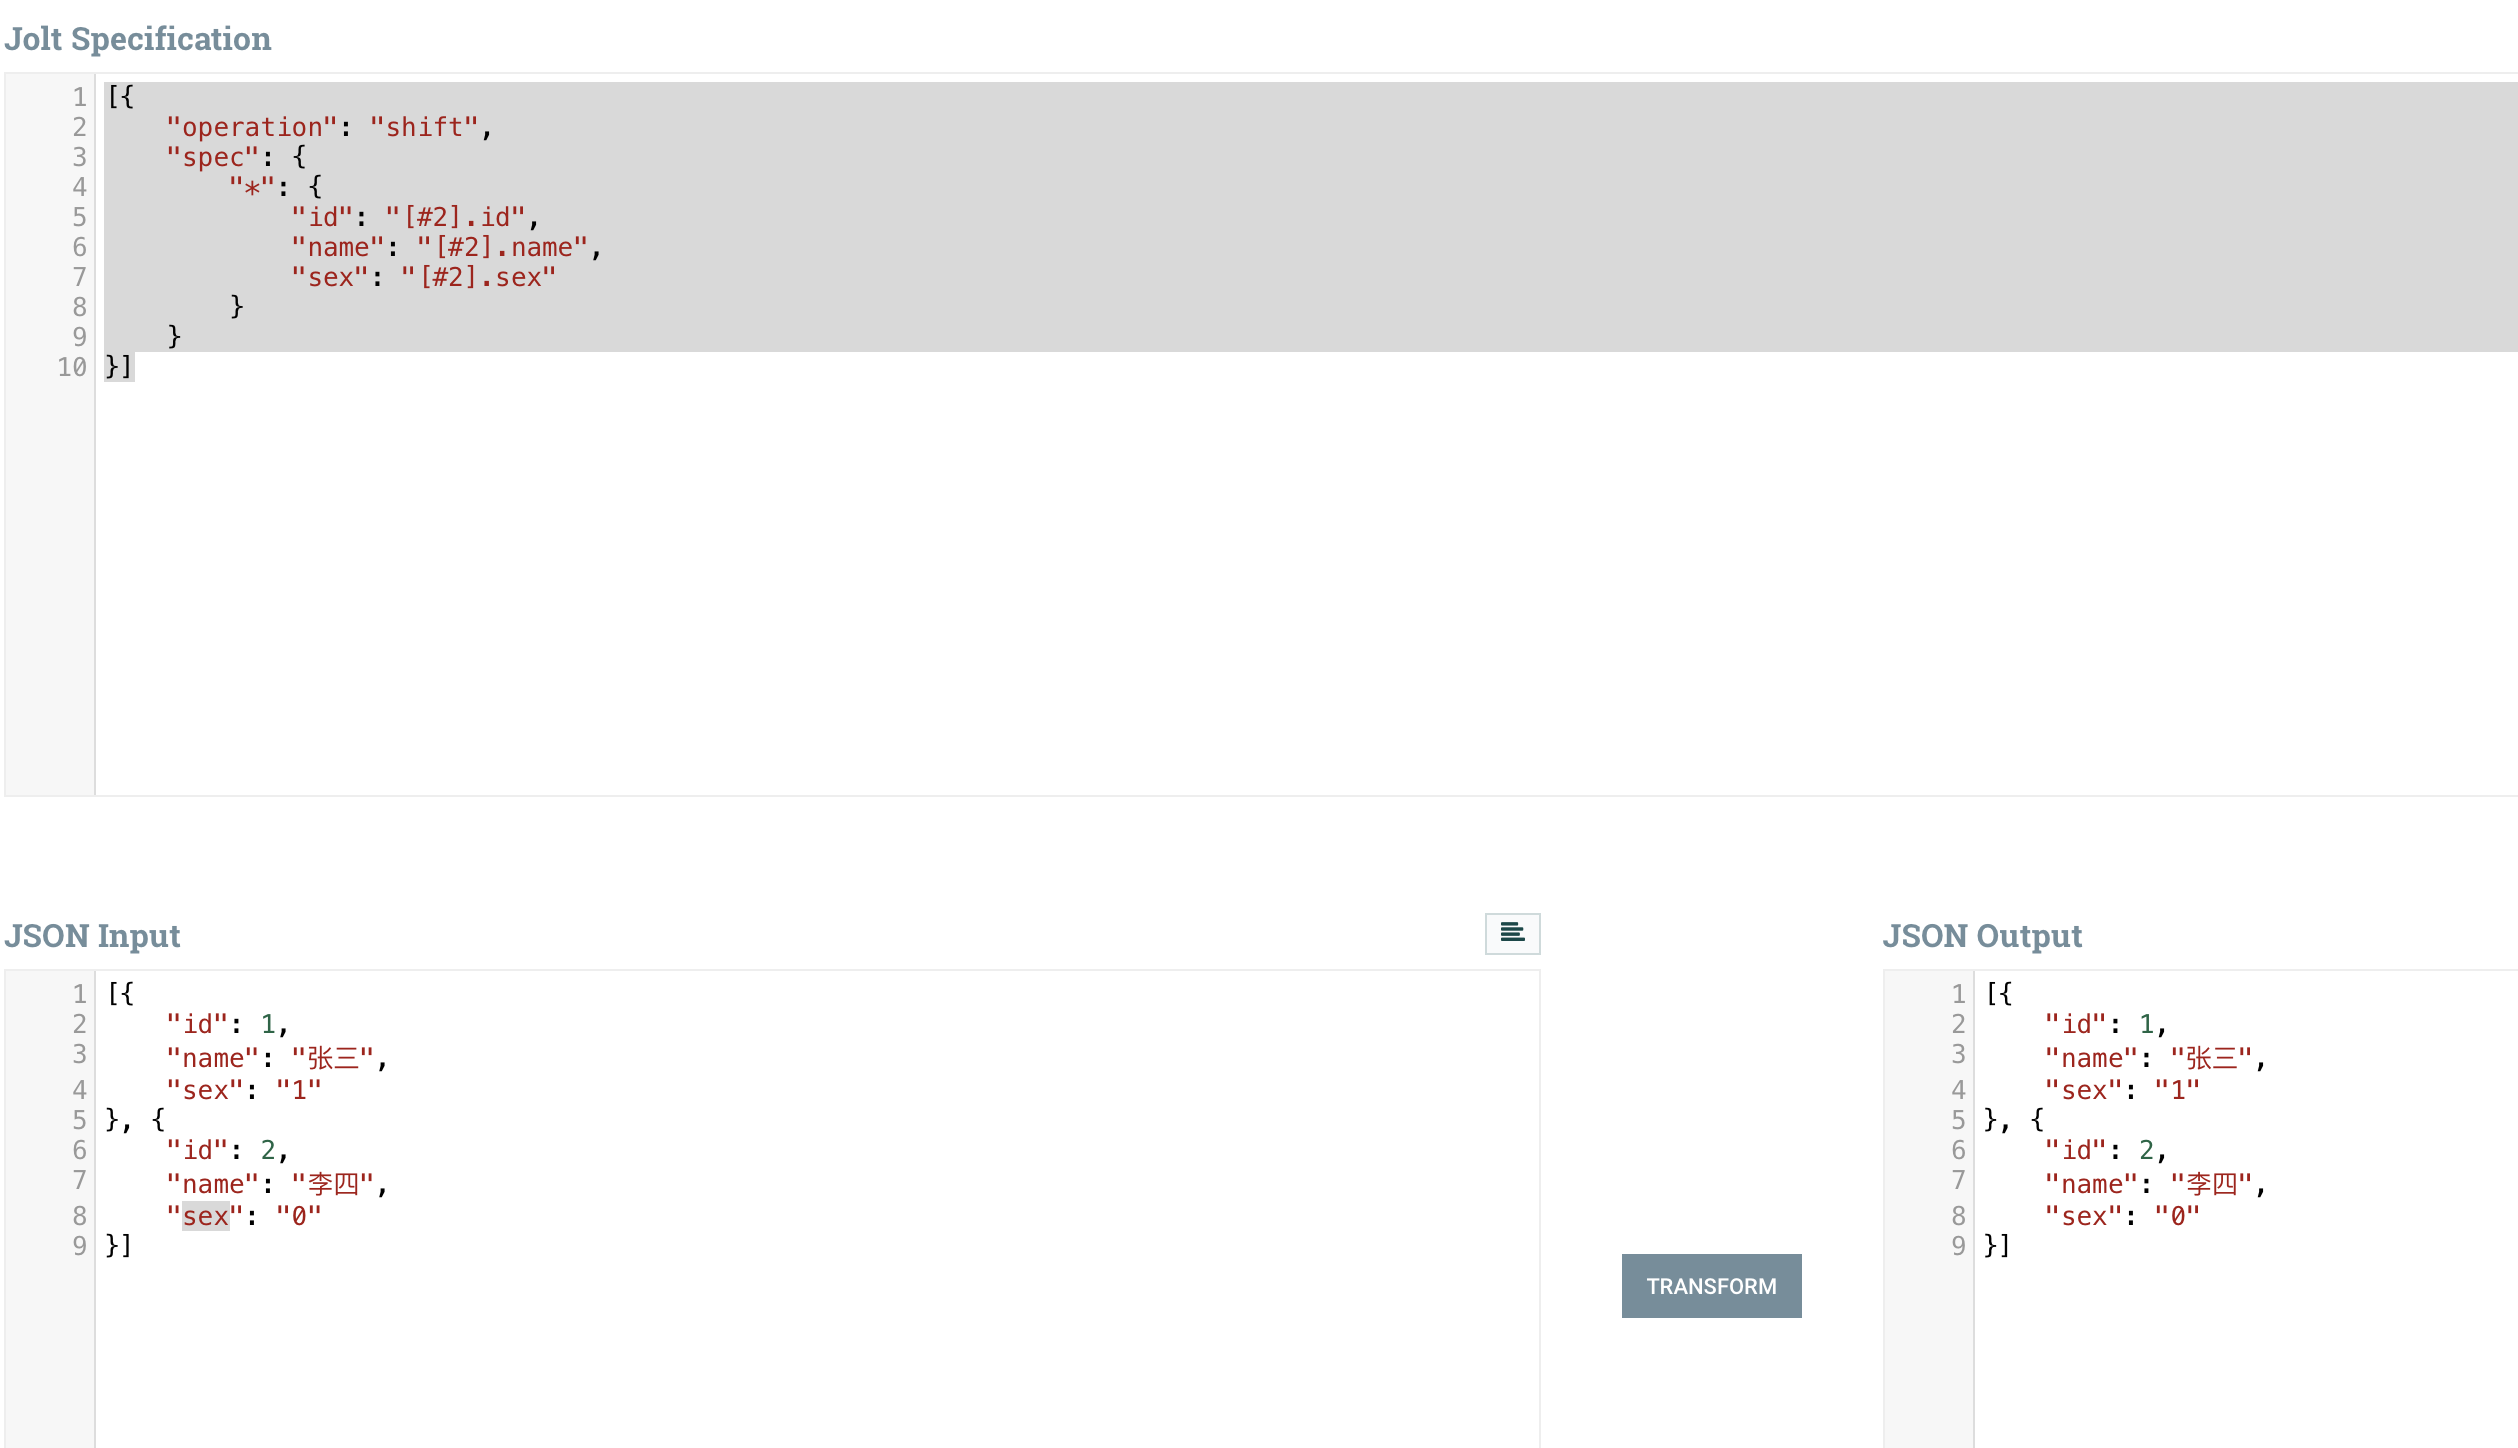 Jolt Specification
1 [{
2     "operation": "shift",
3     "spec": {
4         "*": {
5             "id": "[#2].id",
6             "name": "[#2].name",
7             "sex": "[#2].sex"
8         }
9     }
10 }]
JSON Input
1 [{
2     "id": 1,
3     "name": "张三",
4     "sex": "1"
5 }, {
6     "id": 2,
7     "name": "李四",
8     "sex": "0"
9 }]
TRANSFORM
JSON Output
1 [{
2     "id": 1,
3     "name": "张三",
4     "sex": "1"
5 }, {
6     "id": 2,
7     "name": "李四",
8     "sex": "0"
9 }]